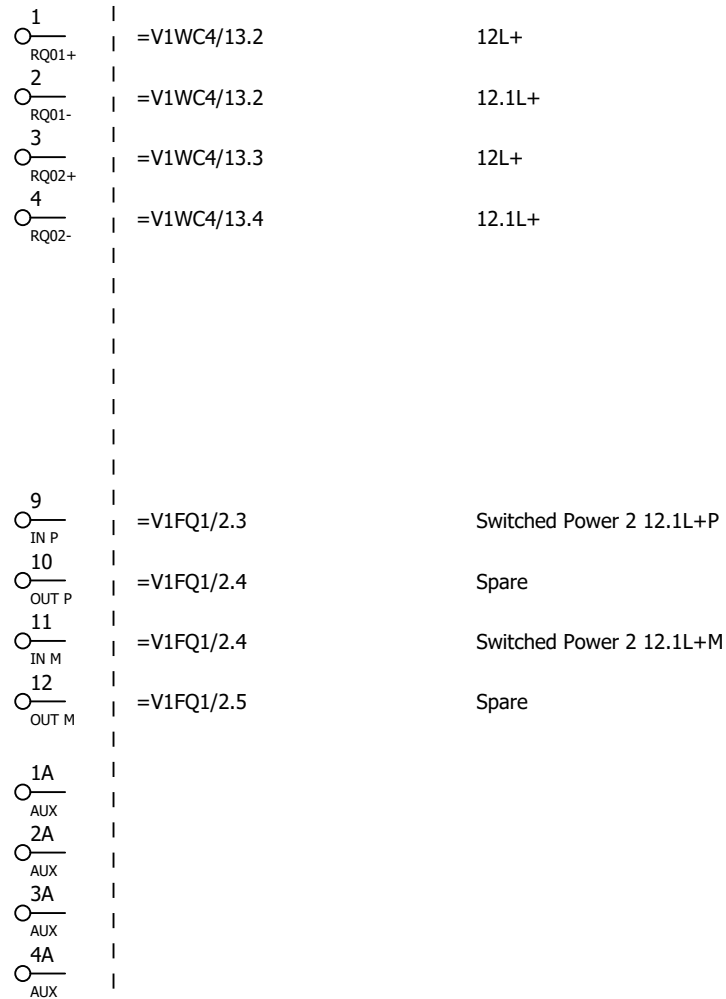 1
=V1WC4/13.2 12L+
RQ01+
2
=V1WC4/13.2 12.1L+
RQ01-
3
=V1WC4/13.3 12L+
RQ02+
4
=V1WC4/13.4 12.1L+
RQ02-
9
=V1FQ1/2.3 Switched Power 2 12.1L+P
IN P
10
=V1FQ1/2.4 Spare
OUT P
11
=V1FQ1/2.4 Switched Power 2 12.1L+M
IN M
12
=V1FQ1/2.5 Spare
OUT M
1A
AUX
2A
AUX
3A
AUX
4A
AUX